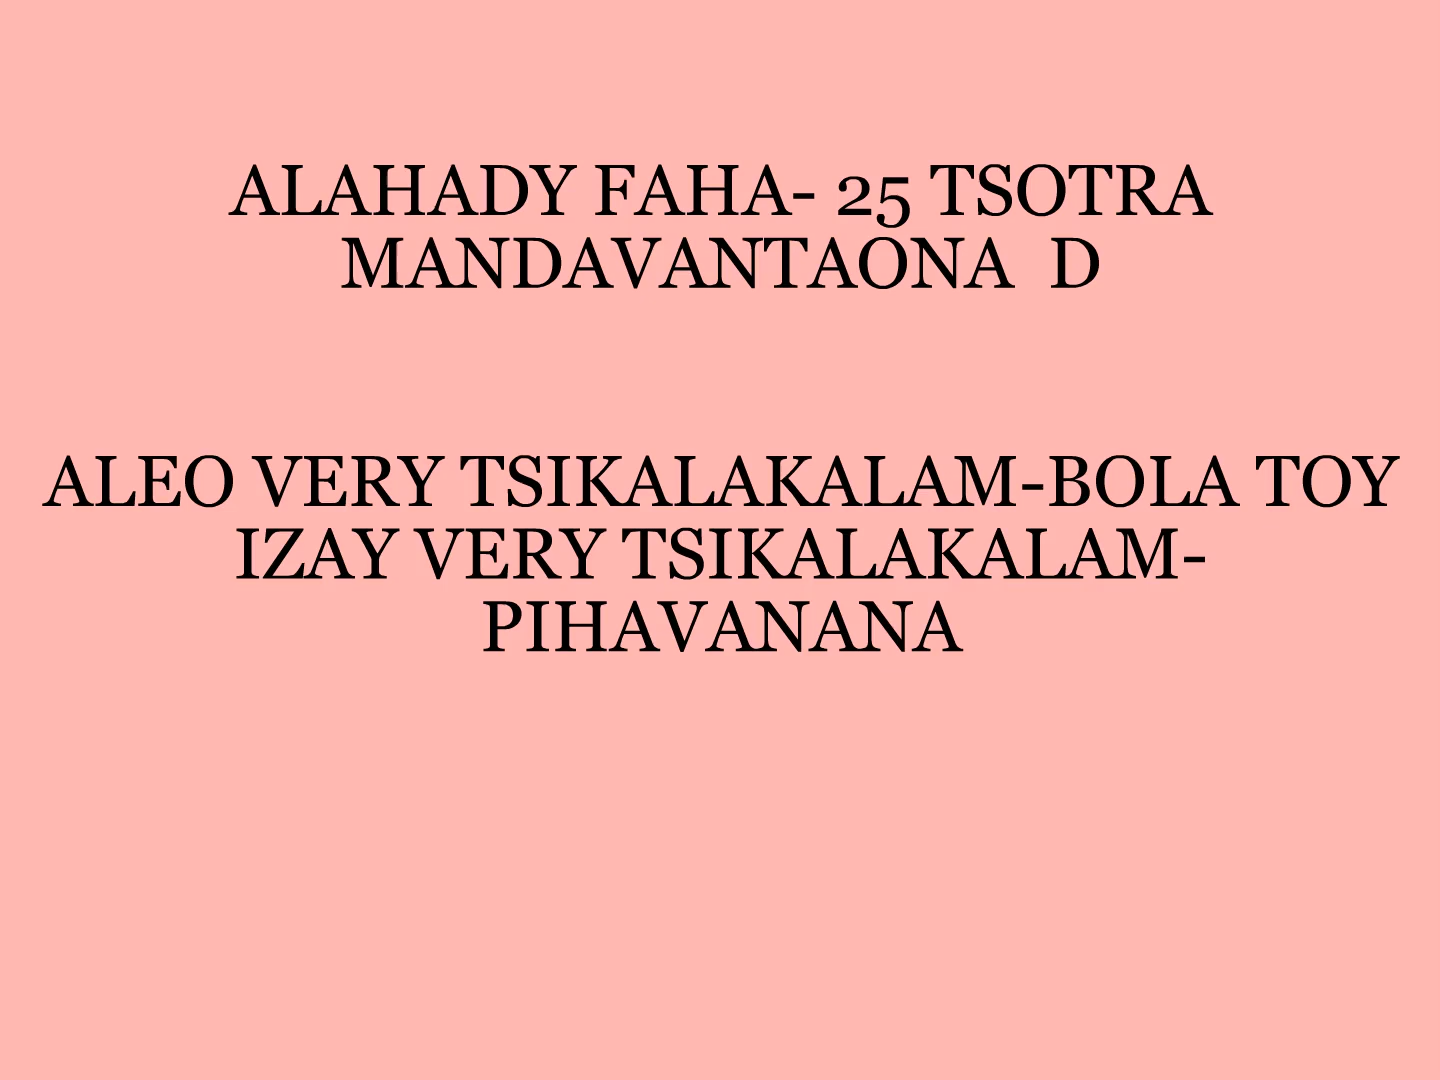 ALAHADY FAHA- 25 TSOTRA
MANDAVANTAONA  D
ALEO VERY TSIKALAKALAM-BOLA TOY
IZAY VERY TSIKALAKALAM-
PIHAVANANA